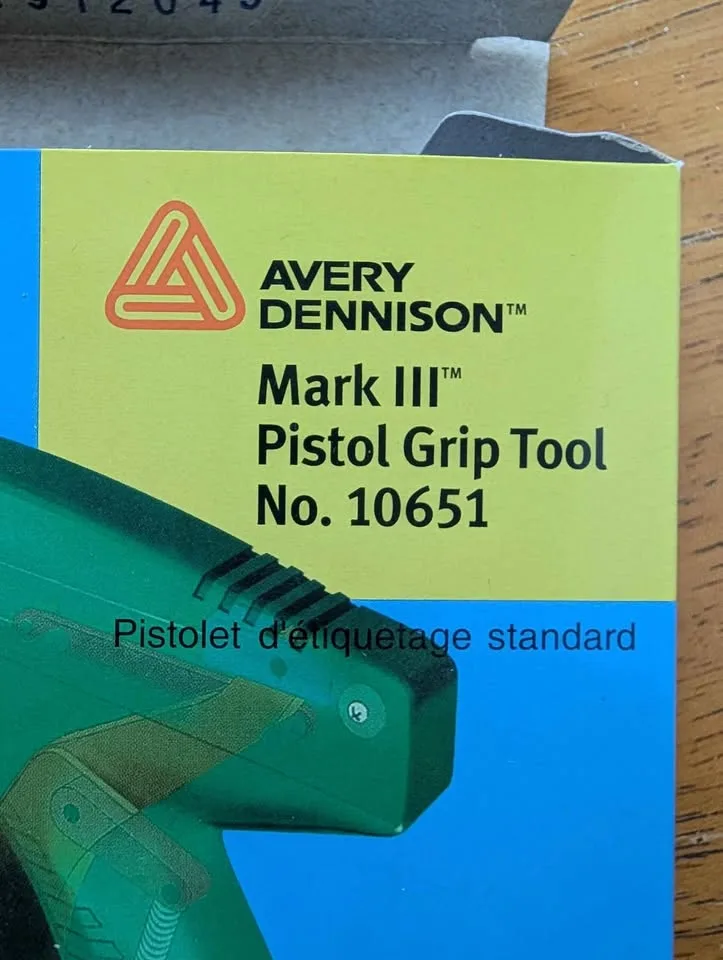 AVERY
DENNISON™
Mark III™
Pistol Grip Tool
No. 10651
Pistolet d'étiquetage standard